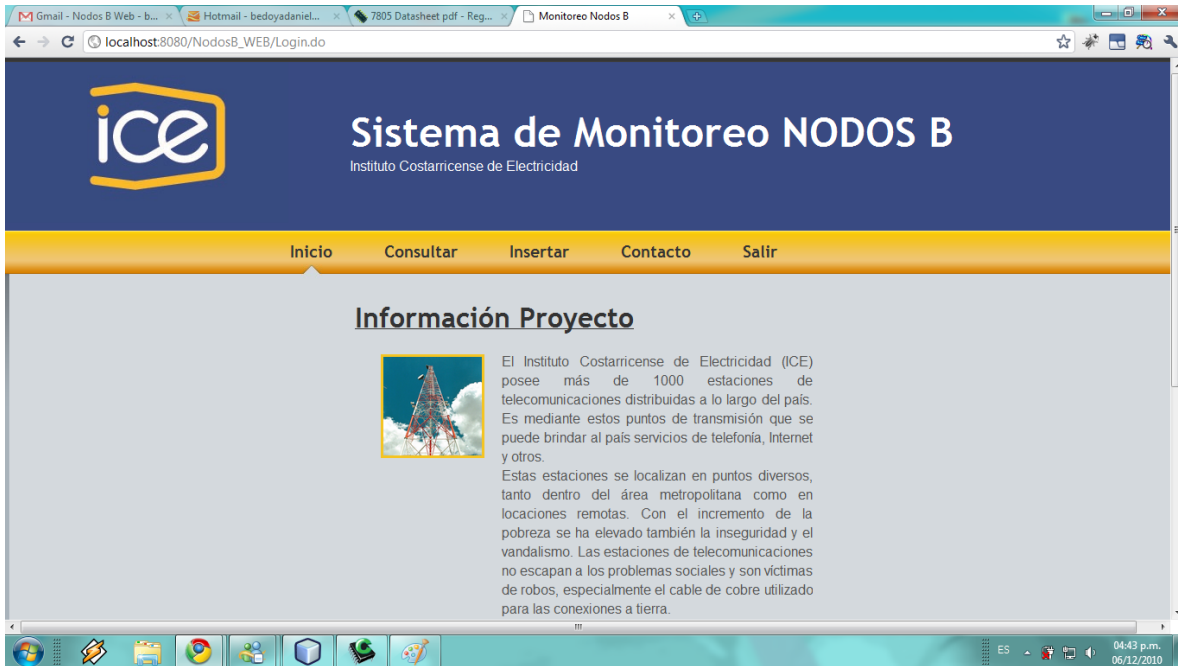 Gmail - Nodos B Web - b...
Hotmail - bedoyadaniel...
7805 Datasheet pdf - Reg...
Monitoreo Nodos B
localhost:8080/NodosB_WEB/Login.do
ice
Sistema de Monitoreo NODOS B
Instituto Costarricense de Electricidad
Inicio
Consultar
Insertar
Contacto
Salir
Información Proyecto
El Instituto Costarricense de Electricidad (ICE)
posee más de 1000 estaciones de
telecomunicaciones distribuidas a lo largo del país.
Es mediante estos puntos de transmisión que se
puede brindar al país servicios de telefonía, Internet
y otros.
Estas estaciones se localizan en puntos diversos,
tanto dentro del área metropolitana como en
locaciones remotas. Con el incremento de la
pobreza se ha elevado también la inseguridad y el
vandalismo. Las estaciones de telecomunicaciones
no escapan a los problemas sociales y son víctimas
de robos, especialmente el cable de cobre utilizado
para las conexiones a tierra.
ES
04:43 p.m.
06/12/2010